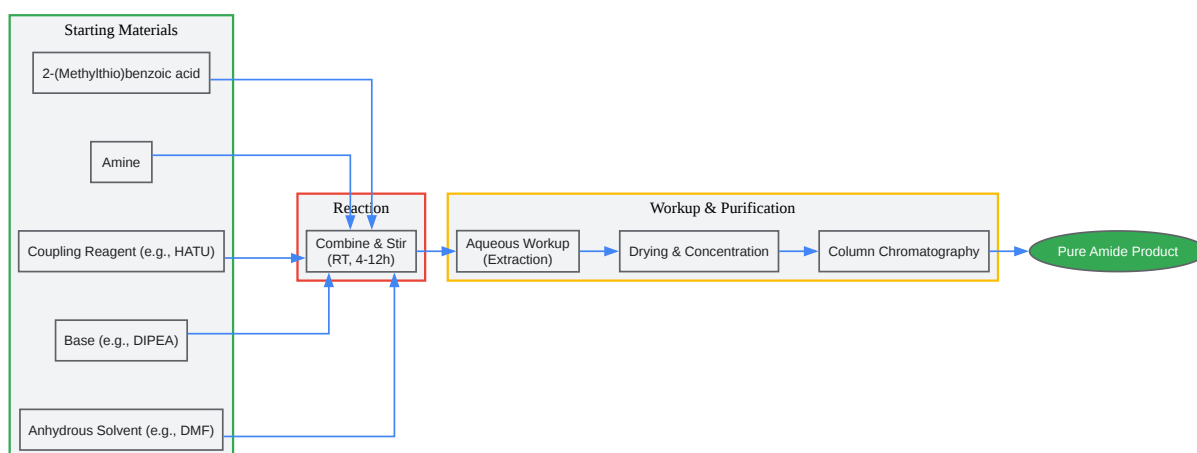 Starting Materials
2-(Methylthio)benzoic acid
Amine
Coupling Reagent (e.g., HATU)
Base (e.g., DIPEA)
Anhydrous Solvent (e.g., DMF)
Reaction
Combine & Stir
(RT, 4-12h)
Workup & Purification
Aqueous Workup
(Extraction)
Drying & Concentration
Column Chromatography
Pure Amide Product